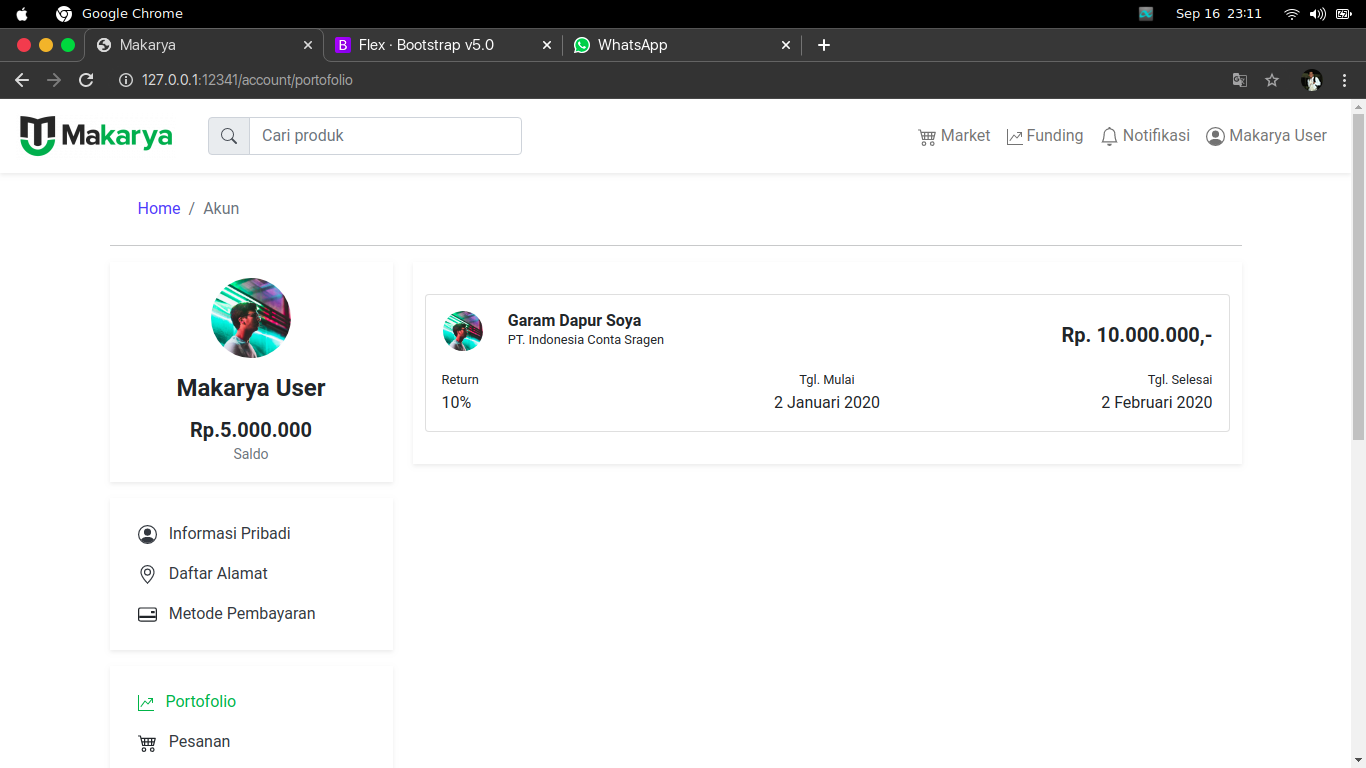 Google Chrome Sep 16 23:11
Makarya Flex · Bootstrap v5.0 WhatsApp
127.0.0.1:12341/account/portofolio
Makarya Cari produk Market Funding Notifikasi Makarya User
Home / Akun
Makarya User
Rp.5.000.000
Saldo
Garam Dapur Soya
PT. Indonesia Conta Sragen
Rp. 10.000.000,-
Return Tgl. Mulai Tgl. Selesai
10% 2 Januari 2020 2 Februari 2020
Informasi Pribadi
Daftar Alamat
Metode Pembayaran
Portofolio
Pesanan